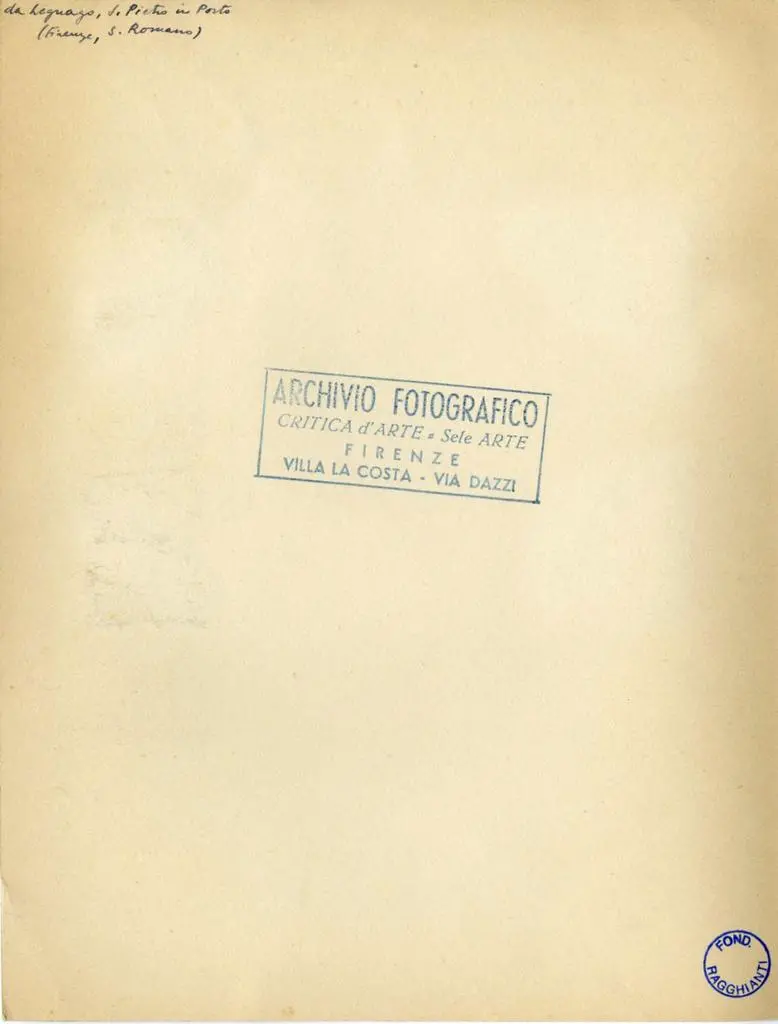 da Legnago, S. Pietro in Porto
(Firenze, S. Romano)
ARCHIVIO FOTOGRAFICO
CRITICA d'ARTE - Sele ARTE
FIRENZE
VILLA LA COSTA - VIA DAZZI
FOND.
RAGGHIANTI